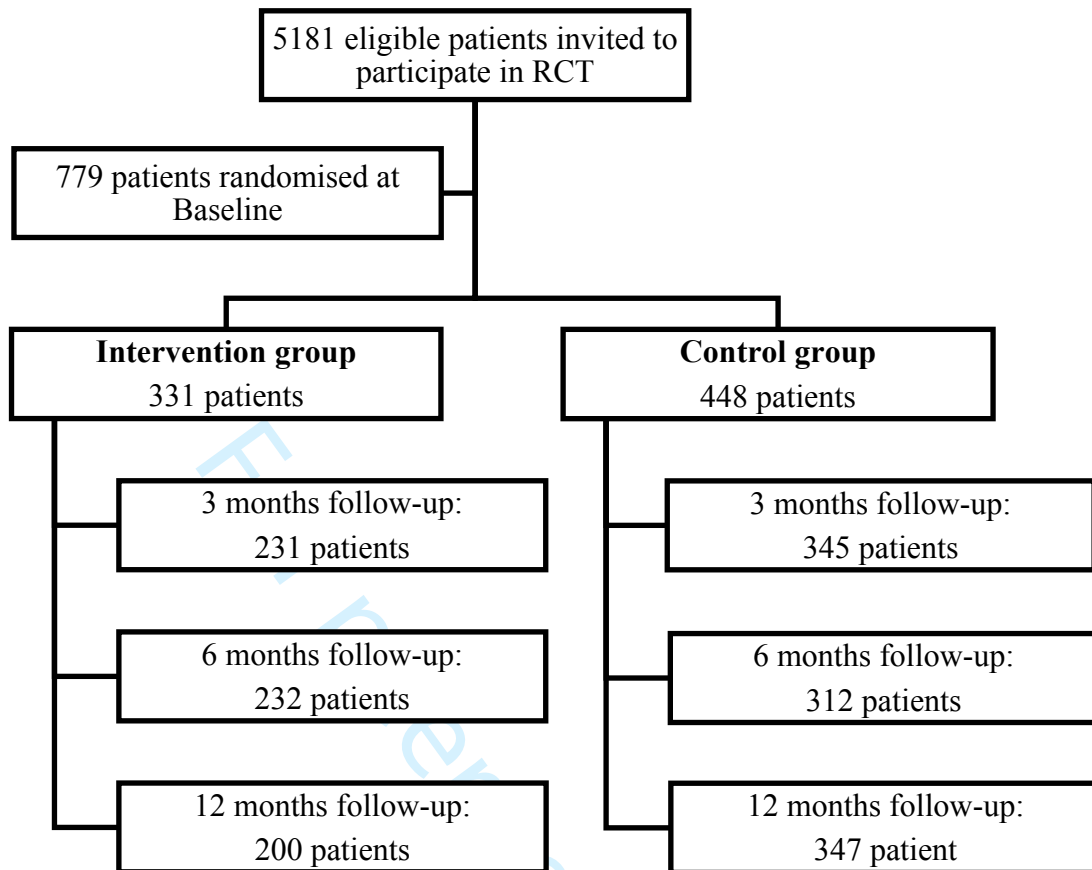 5181 eligible patients invited to
participate in RCT
779 patients randomised at
Baseline
Intervention group
331 patients
Control group
448 patients
3 months follow-up:
231 patients
3 months follow-up:
345 patients
6 months follow-up:
232 patients
6 months follow-up:
312 patients
12 months follow-up:
200 patients
12 months follow-up:
347 patient